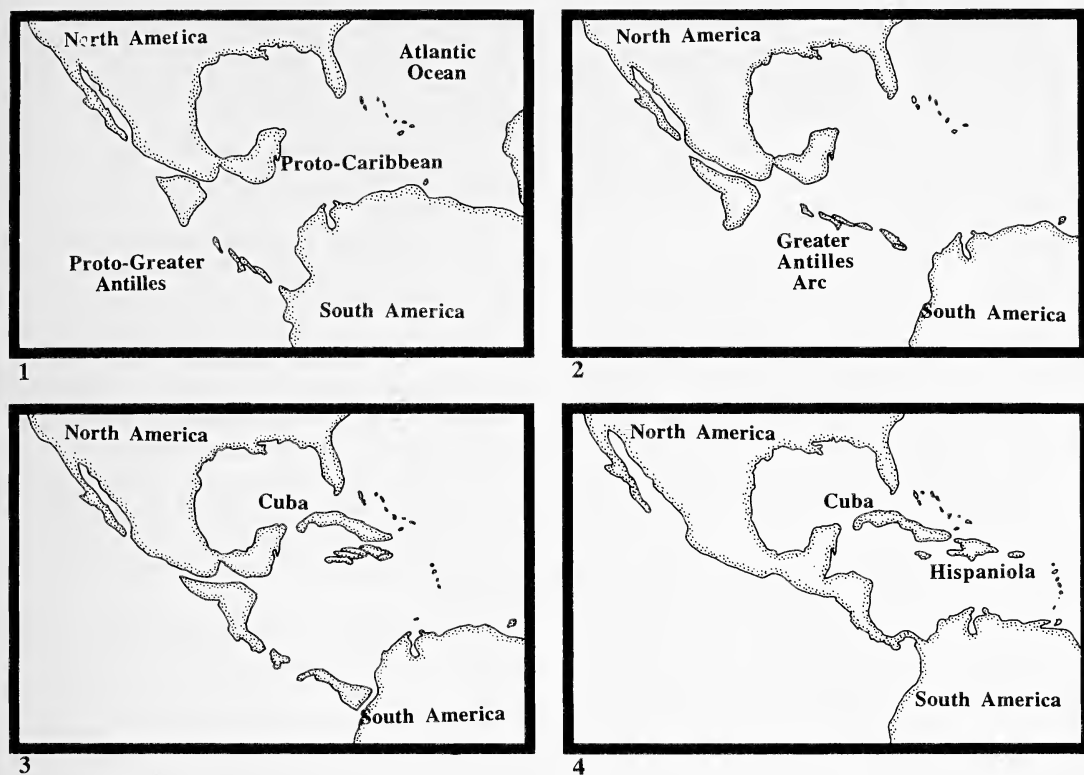 North Ametica
Atlantic
Ocean
Proto-Caribbean
Proto-Greater
Antilles
South America
1
North America
Greater
Antilles
Arc
South America
2
North America
Cuba
South America
3
North America
Cuba
Hispaniola
South America
4